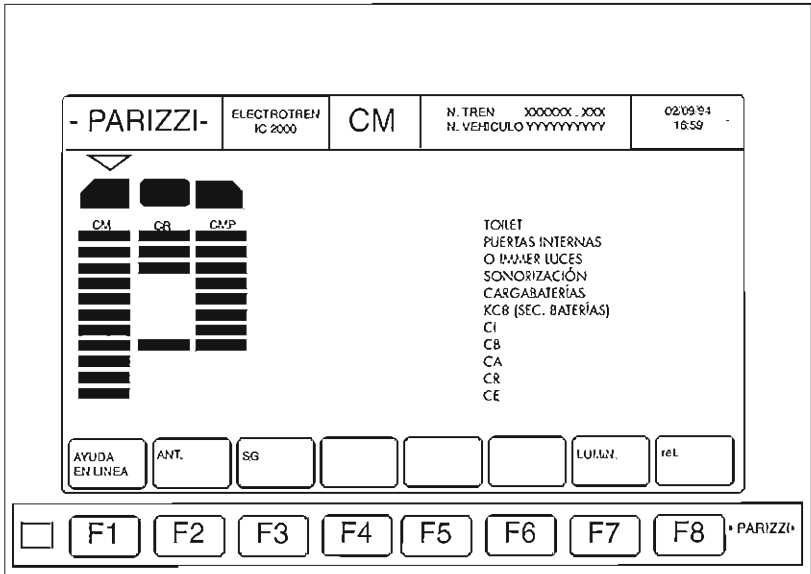 - PARIZZI-
ELECTROTREN
IC 2000
CM
N. TREN XXXXXX - XXX
N. VEHICULO YYYYYYYYYY
02/09/94
16:59
CM CR CMP
TOILET
PUERTAS INTERNAS
LUCES
SONORIZACIÓN
CARGABATERÍAS
KCB (SEC. BATERÍAS)
CI
CB
CA
CR
CE
AYUDA
EN LINEA
ANT.
SG
F1 F2 F3 F4 F5 F6 F7 F8
PARIZZI